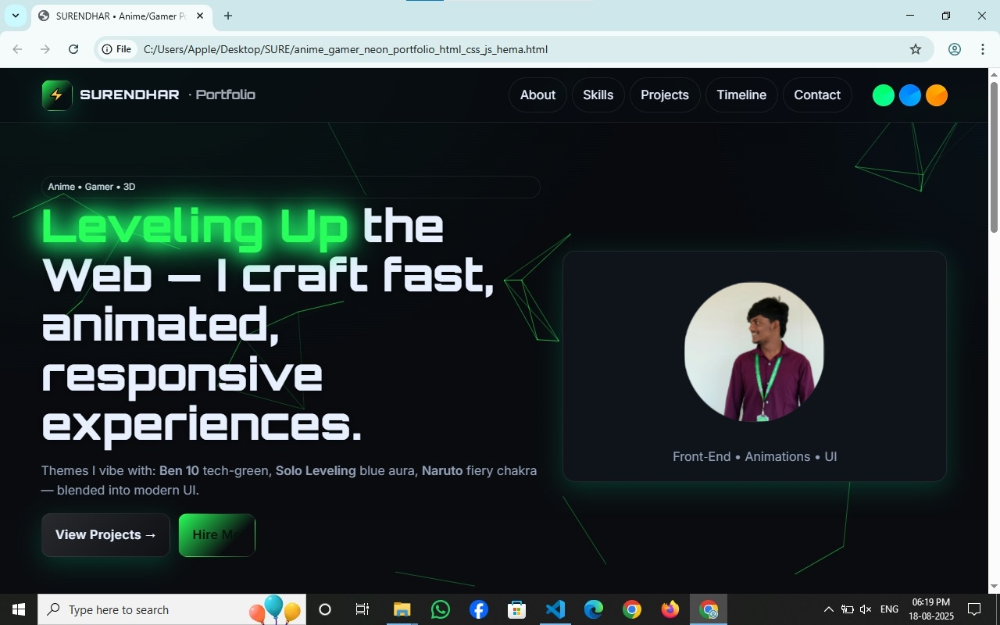 SURENDHAR • Anime/Gamer P
File
C:/Users/Apple/Desktop/SURE/anime_gamer_neon_portfolio_html_css_js_hema.html
SURENDHAR · Portfolio
About
Skills
Projects
Timeline
Contact
Anime • Gamer • 3D
Leveling Up the
Web — I craft fast,
animated,
responsive
experiences.
Themes I vibe with: Ben 10 tech-green, Solo Leveling blue aura, Naruto fiery chakra
— blended into modern UI.
View Projects →
Hire Me
Front-End • Animations • UI
Type here to search
ENG
06:19 PM
18-08-2025